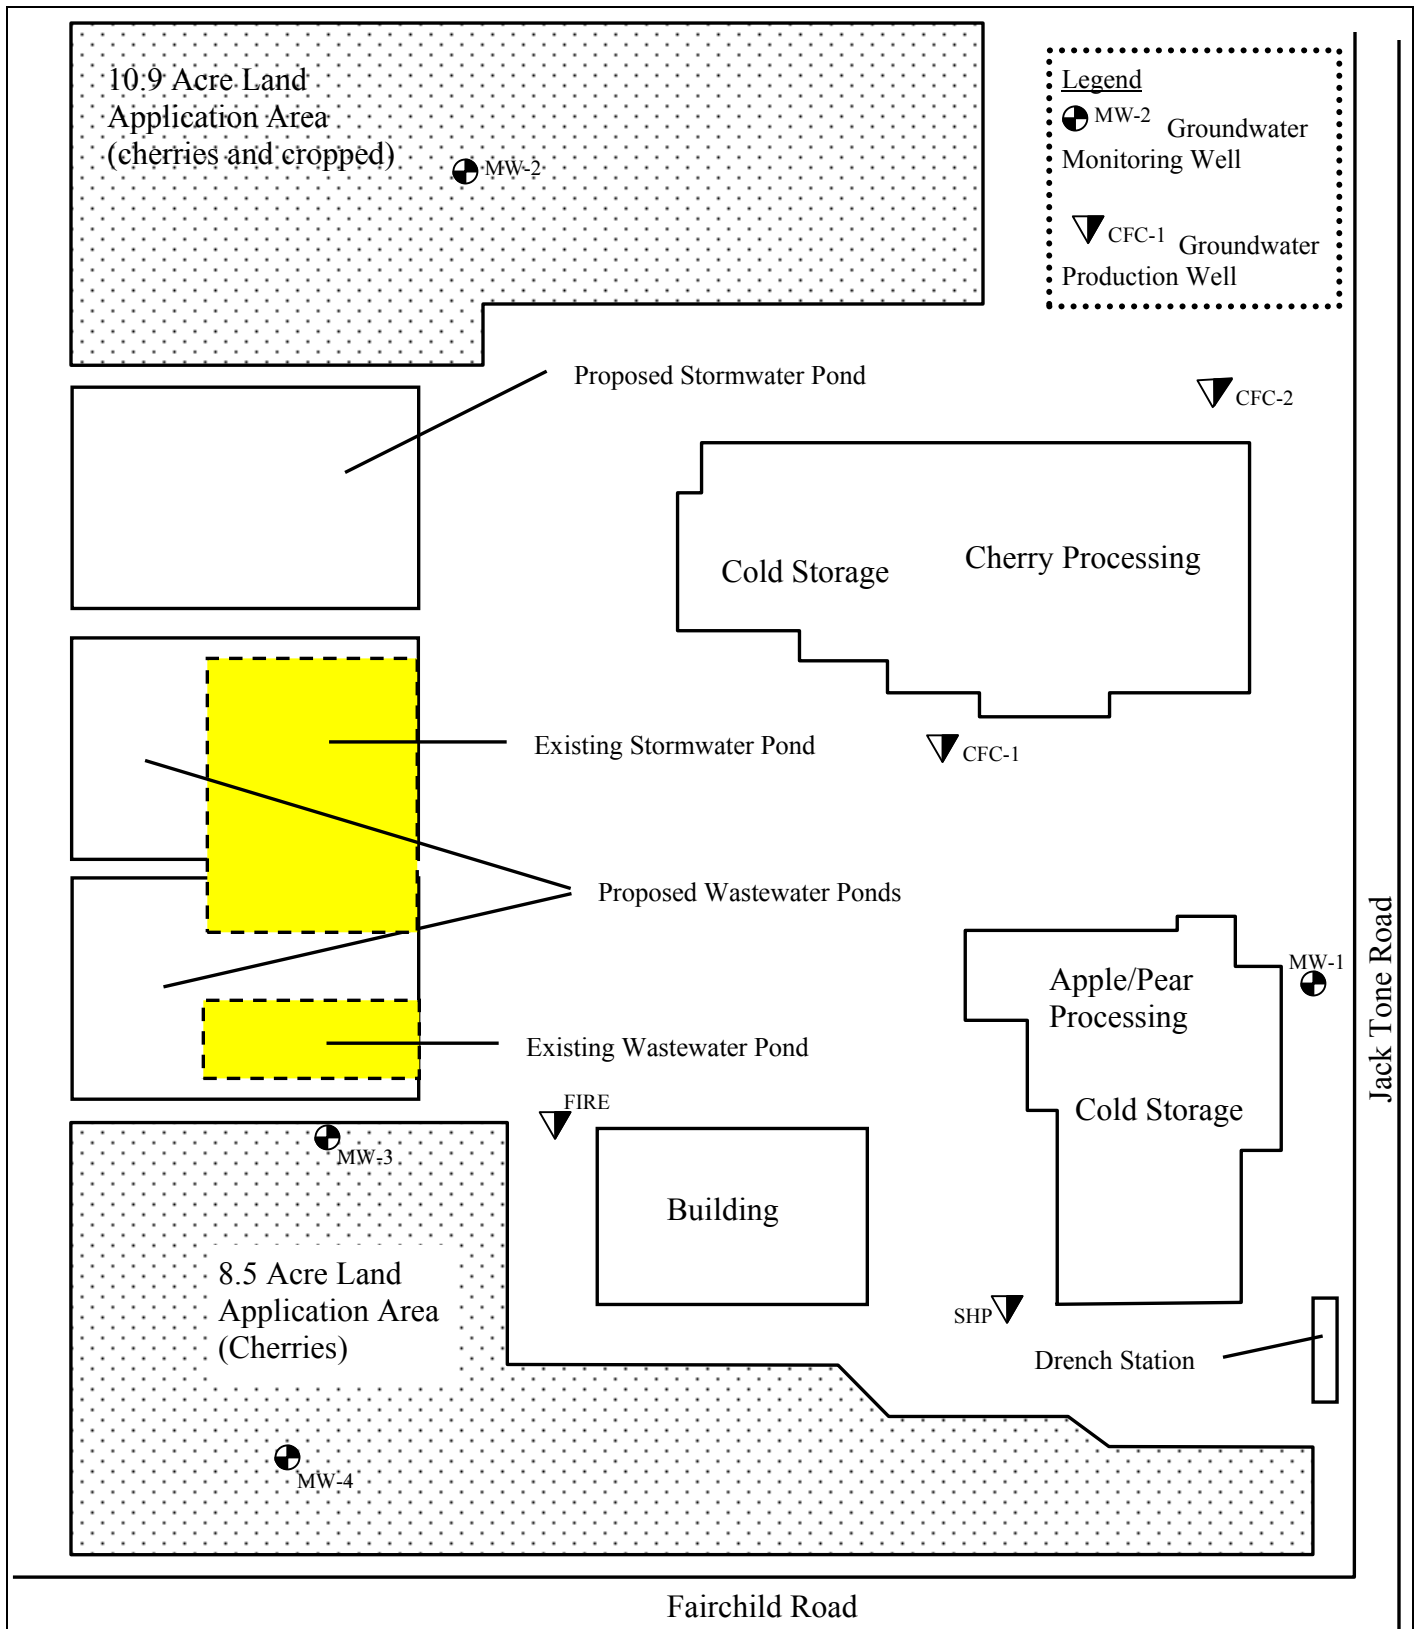 10.9 Acre Land
Application Area
(cherries and cropped)
MW-2
Legend
MW-2 Groundwater
Monitoring Well
CFC-1 Groundwater
Production Well
Proposed Stormwater Pond
CFC-2
Cold Storage
Cherry Processing
Existing Stormwater Pond
CFC-1
Proposed Wastewater Ponds
Apple/Pear
Processing
Cold Storage
MW-1
Jack Tone Road
Existing Wastewater Pond
FIRE
MW-3
Building
8.5 Acre Land
Application Area
(Cherries)
SHP
Drench Station
MW-4
Fairchild Road